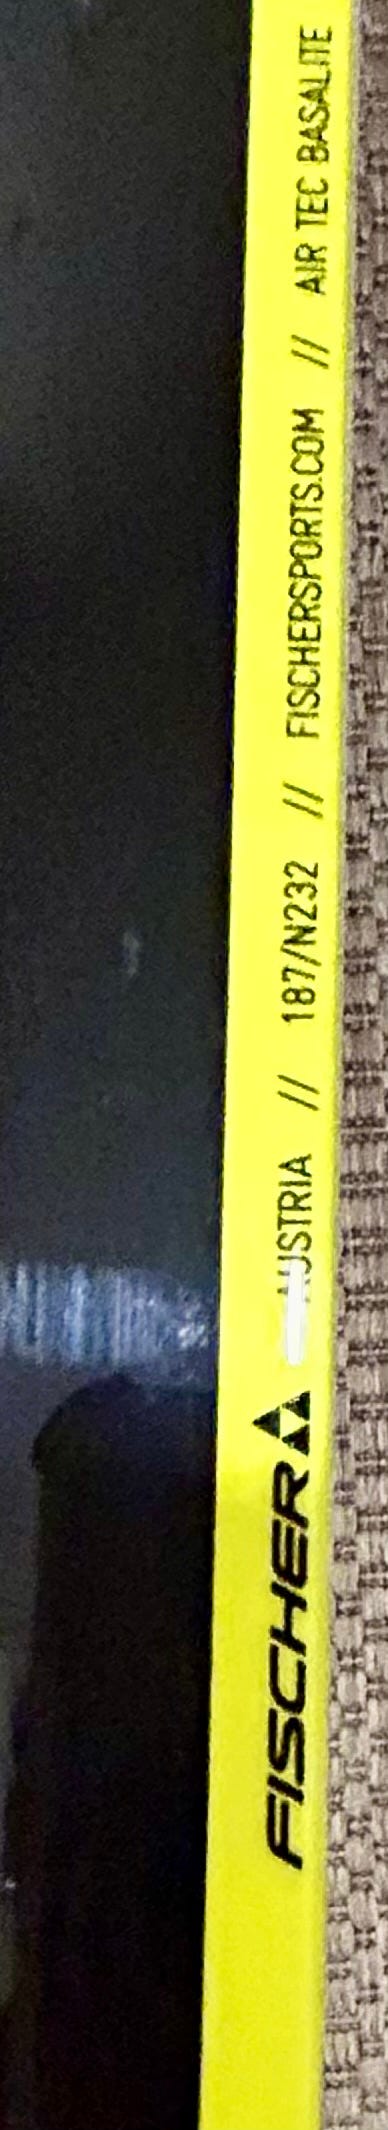 FISCHER AUSTRIA // 187/N232 // FISCHERSPORTS.COM // AIR TEC BASALITE